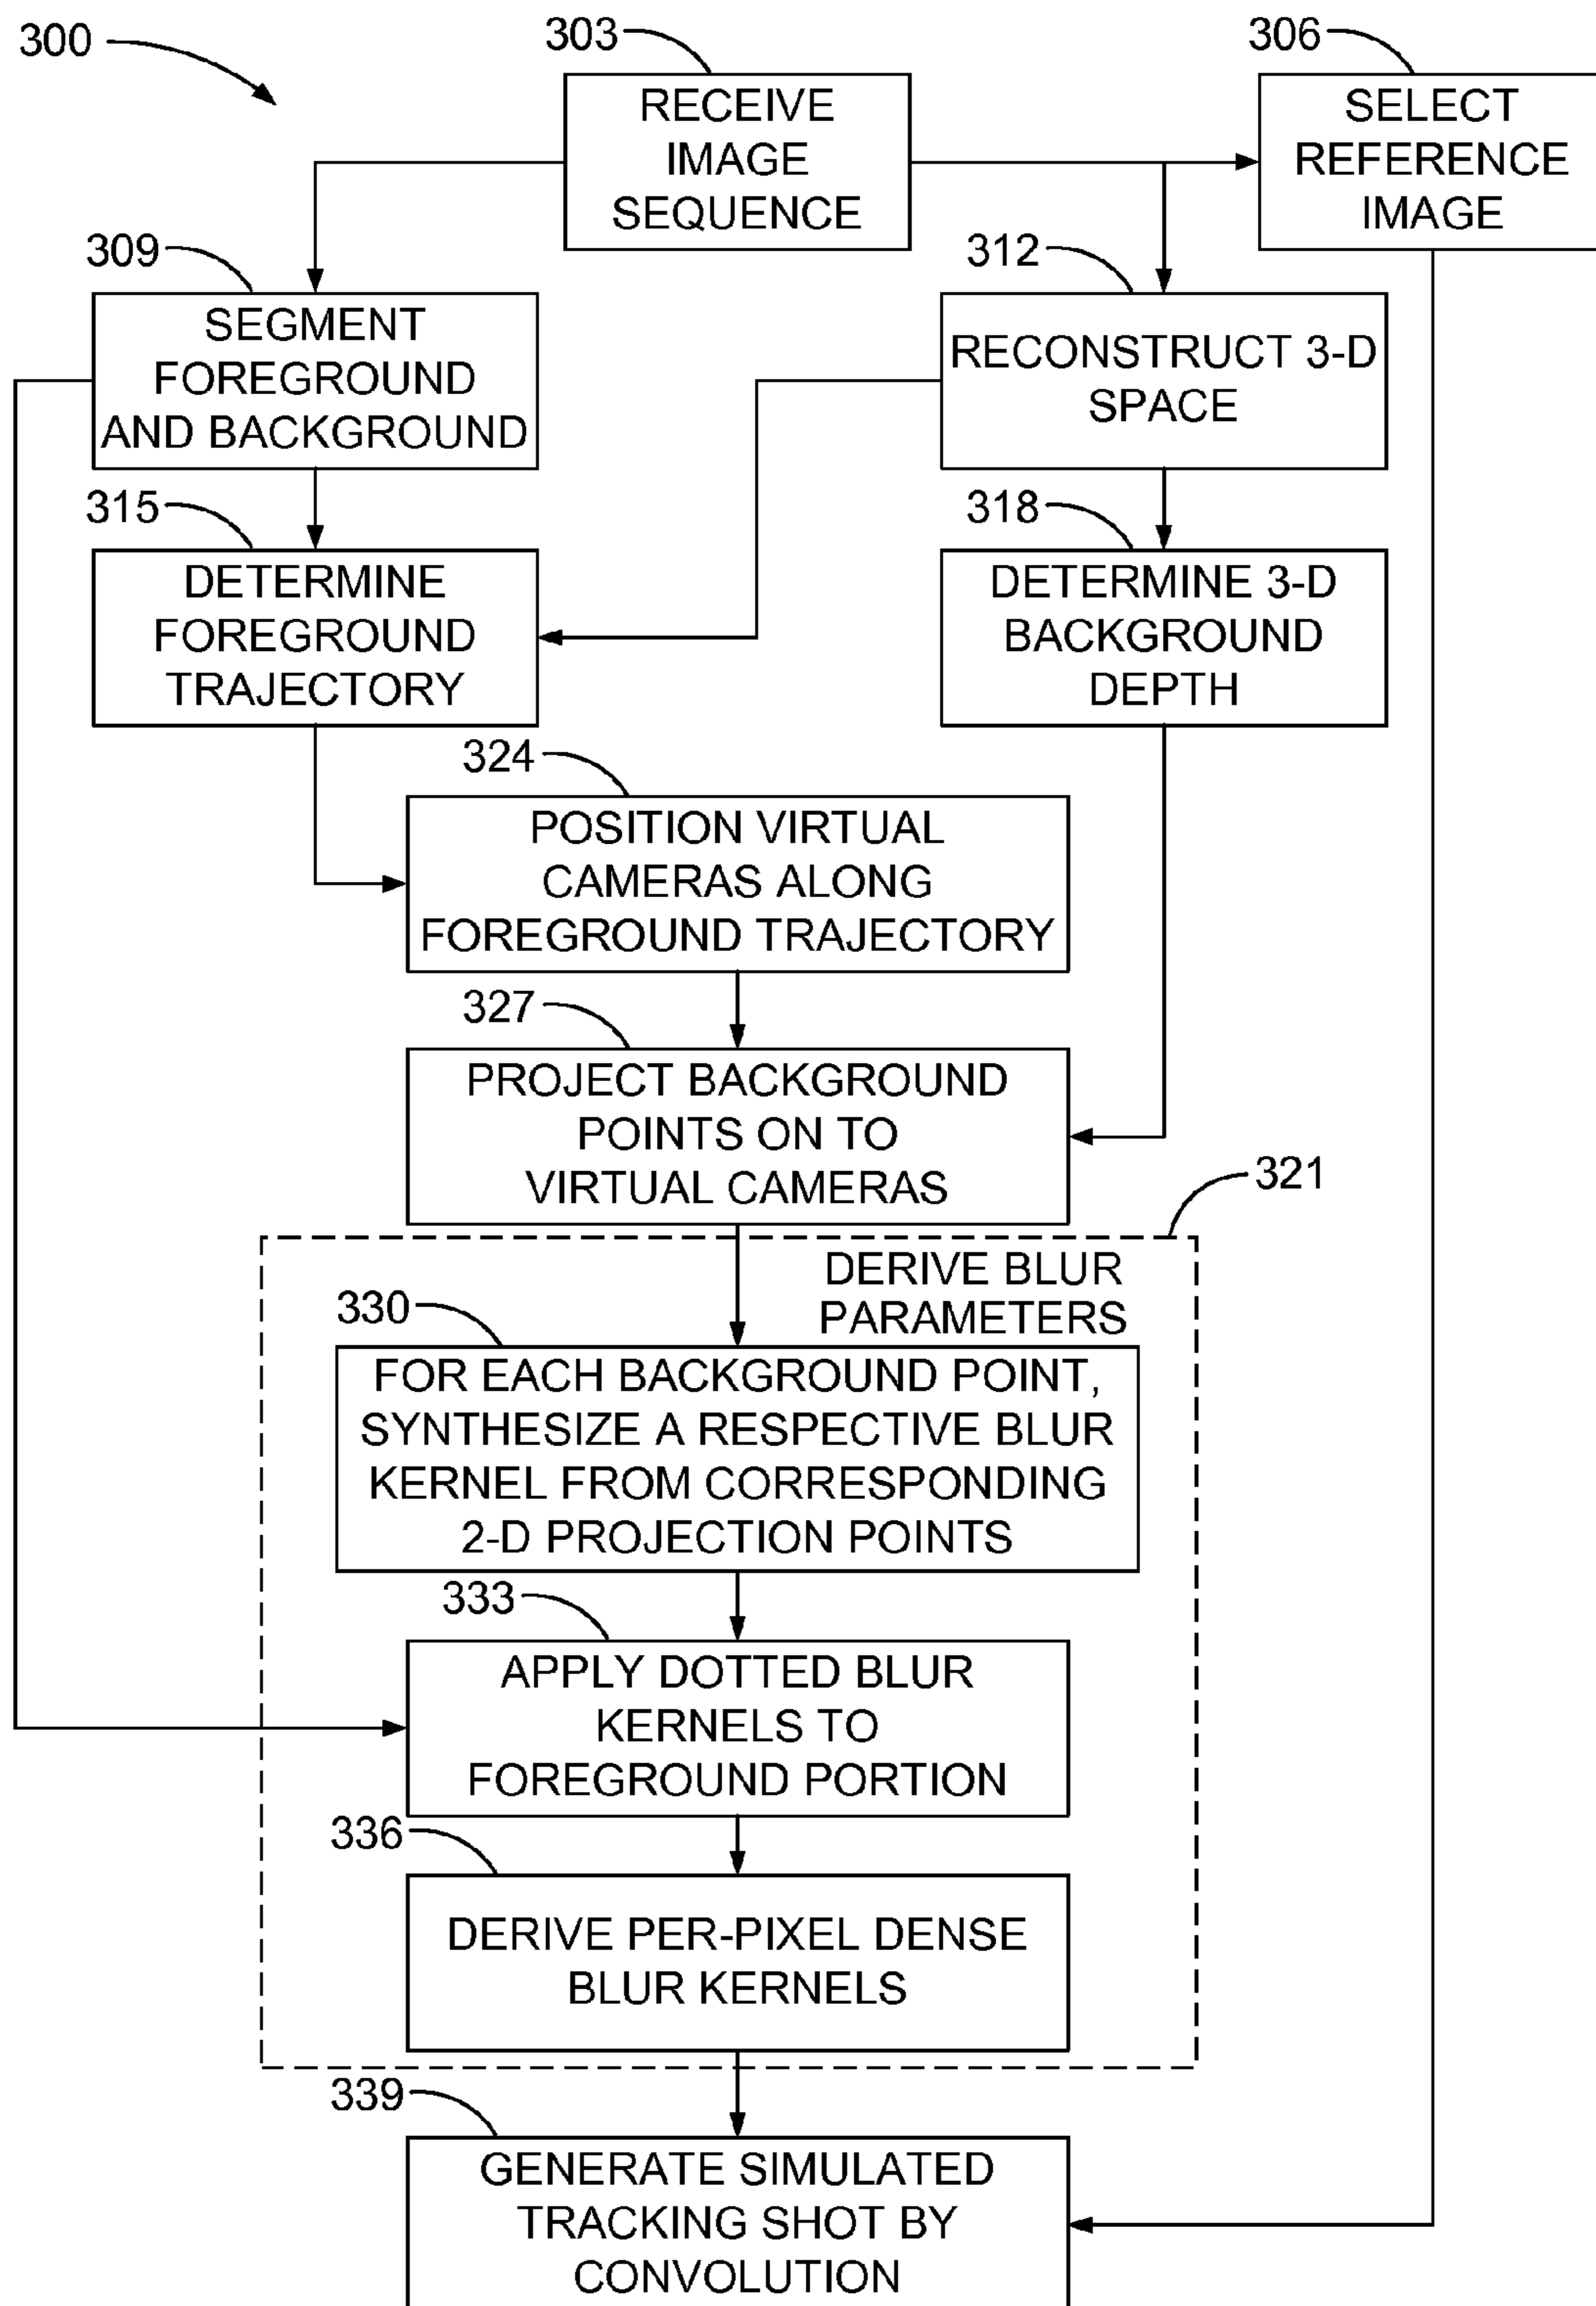 300
303
306
RECEIVE
IMAGE
SEQUENCE
SELECT
REFERENCE
IMAGE
309
312
SEGMENT
FOREGROUND
AND BACKGROUND
RECONSTRUCT 3-D
SPACE
315
318
DETERMINE
FOREGROUND
TRAJECTORY
DETERMINE 3-D
BACKGROUND
DEPTH
324
POSITION VIRTUAL
CAMERAS ALONG
FOREGROUND TRAJECTORY
327
PROJECT BACKGROUND
POINTS ON TO
VIRTUAL CAMERAS
321
DERIVE BLUR
PARAMETERS
330
FOR EACH BACKGROUND POINT,
SYNTHESIZE A RESPECTIVE BLUR
KERNEL FROM CORRESPONDING
2-D PROJECTION POINTS
333
APPLY DOTTED BLUR
KERNELS TO
FOREGROUND PORTION
336
DERIVE PER-PIXEL DENSE
BLUR KERNELS
339
GENERATE SIMULATED
TRACKING SHOT BY
CONVOLUTION